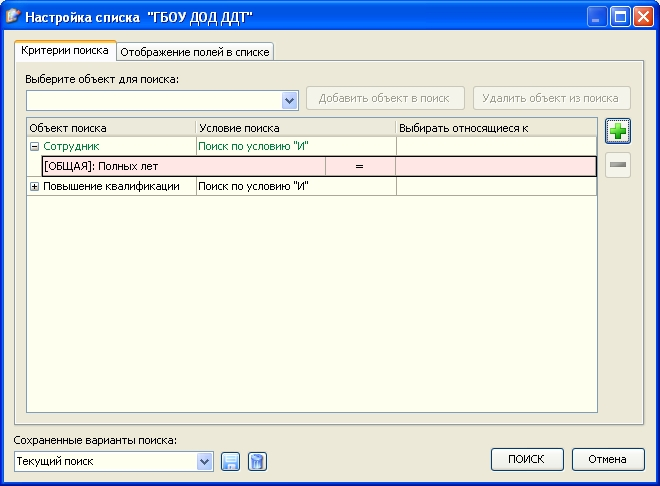 Настройка списка "ГБОУ ДОД ДДТ"
Критерии поиска Отображение полей в списке
Выберите объект для поиска:
Добавить объект в поиск Удалить объект из поиска
Объект поиска Условие поиска Выбирать относящиеся к
Сотрудник Поиск по условию "И"
[ОБЩАЯ]: Полных лет =
Повышение квалификации Поиск по условию "И"
Сохраненные варианты поиска:
Текущий поиск ПОИСК Отмена